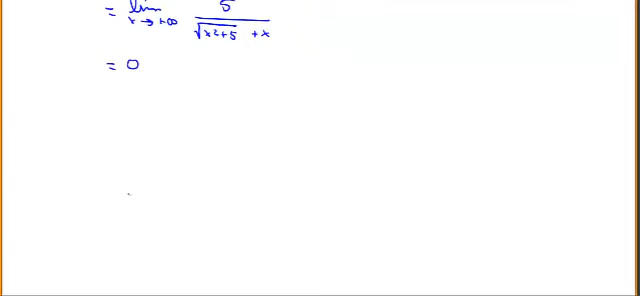 = lim x → +∞ 5 / √x²+5 + x
= 0